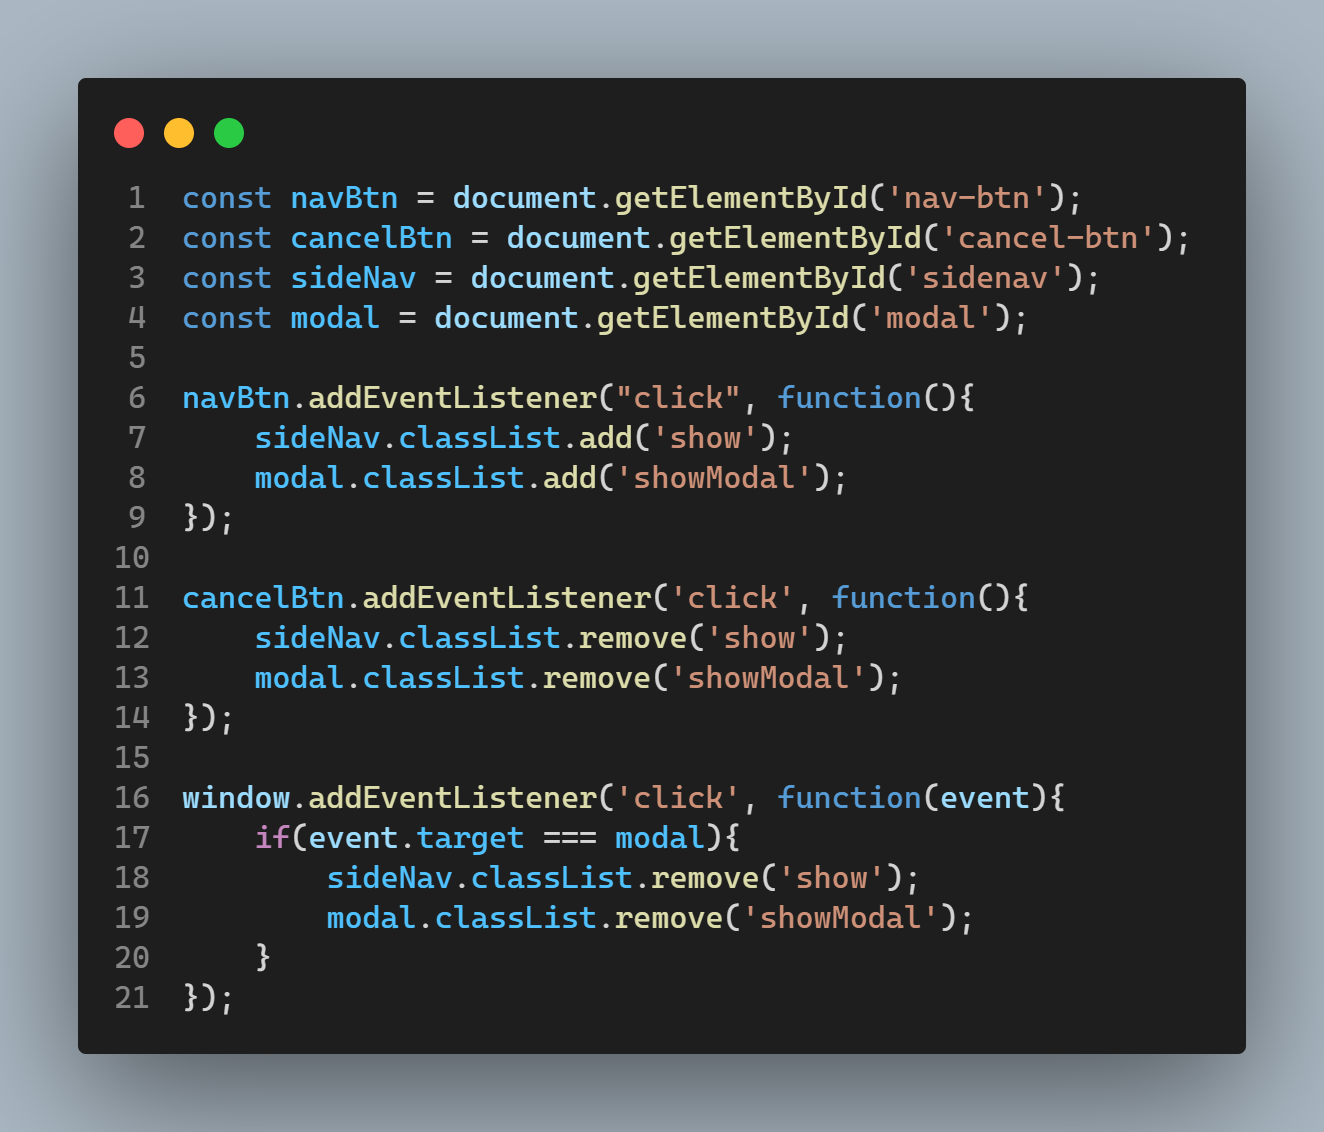 1 const navBtn = document.getElementById('nav-btn');
2 const cancelBtn = document.getElementById('cancel-btn');
3 const sideNav = document.getElementById('sidenav');
4 const modal = document.getElementById('modal');
5
6 navBtn.addEventListener("click", function(){
7     sideNav.classList.add('show');
8     modal.classList.add('showModal');
9 });
10
11 cancelBtn.addEventListener('click', function(){
12     sideNav.classList.remove('show');
13     modal.classList.remove('showModal');
14 });
15
16 window.addEventListener('click', function(event){
17     if(event.target === modal){
18         sideNav.classList.remove('show');
19         modal.classList.remove('showModal');
20     }
21 });